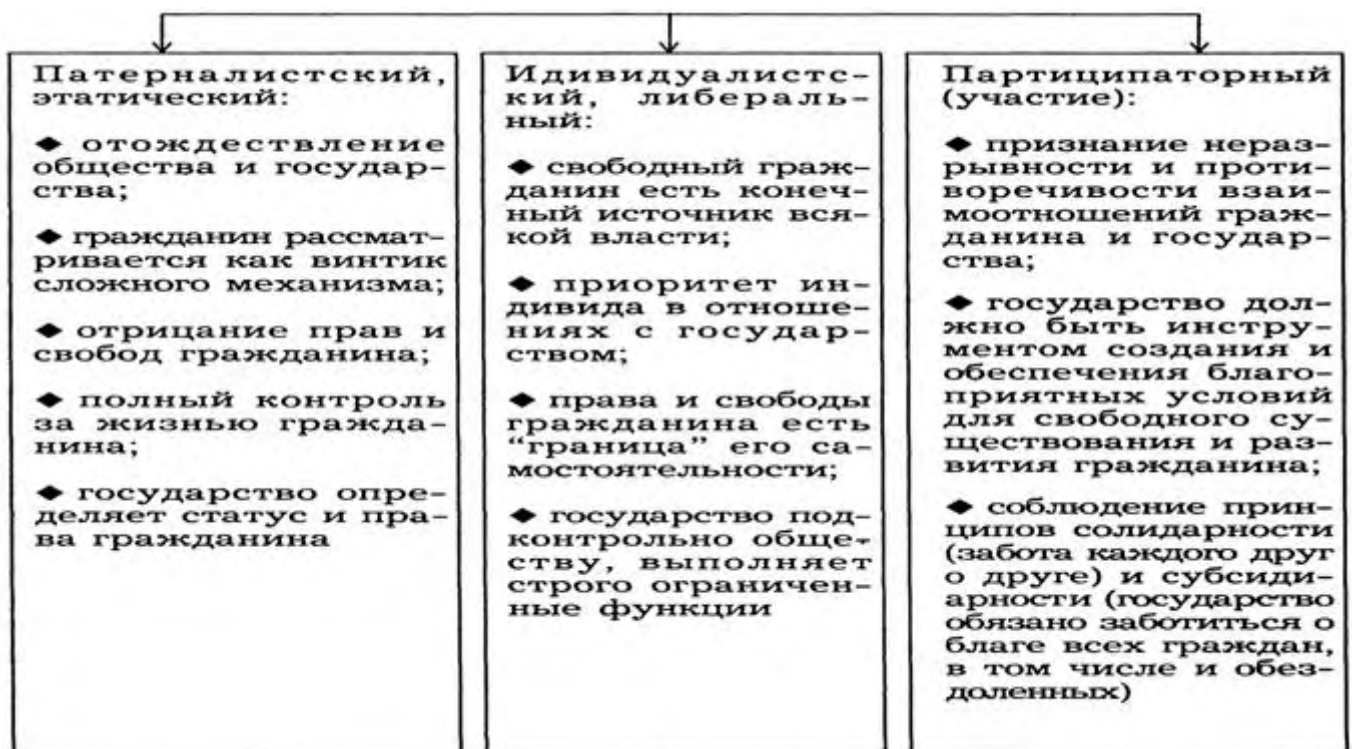 Патерналистский,
этатический:
◆ отождествление
общества и государ-
ства;
◆ гражданин рассмат-
ривается как винтик
сложного механизма;
◆ отрицание прав и
свобод гражданина;
◆ полный контроль
за жизнью гражда-
нина;
◆ государство опре-
деляет статус и пра-
ва гражданина
Идивидуалистс-
кий, либераль-
ный:
◆ свободный граж-
данин есть конеч-
ный источник вся-
кой власти;
◆ приоритет ин-
дивида в отноше-
ниях с государ-
ством;
◆ права и свободы
гражданина есть
“граница” его са-
мостоятельности;
◆ государство под-
контрольно обще-
ству, выполняет
строго ограничен-
ные функции
Партиципаторный
(участие):
◆ признание нераз-
рывности и проти-
воречивости взаи-
моотношений граж-
данина и государ-
ства;
◆ государство дол-
жно быть инстру-
ментом создания и
обеспечения благо-
приятных условий
для свободного су-
ществования и раз-
вития гражданина;
◆ соблюдение прин-
ципов солидарности
(забота каждого друг
о друге) и субсиди-
арности (государство
обязано заботиться о
благе всех граждан,
в том числе и обез-
доленных)